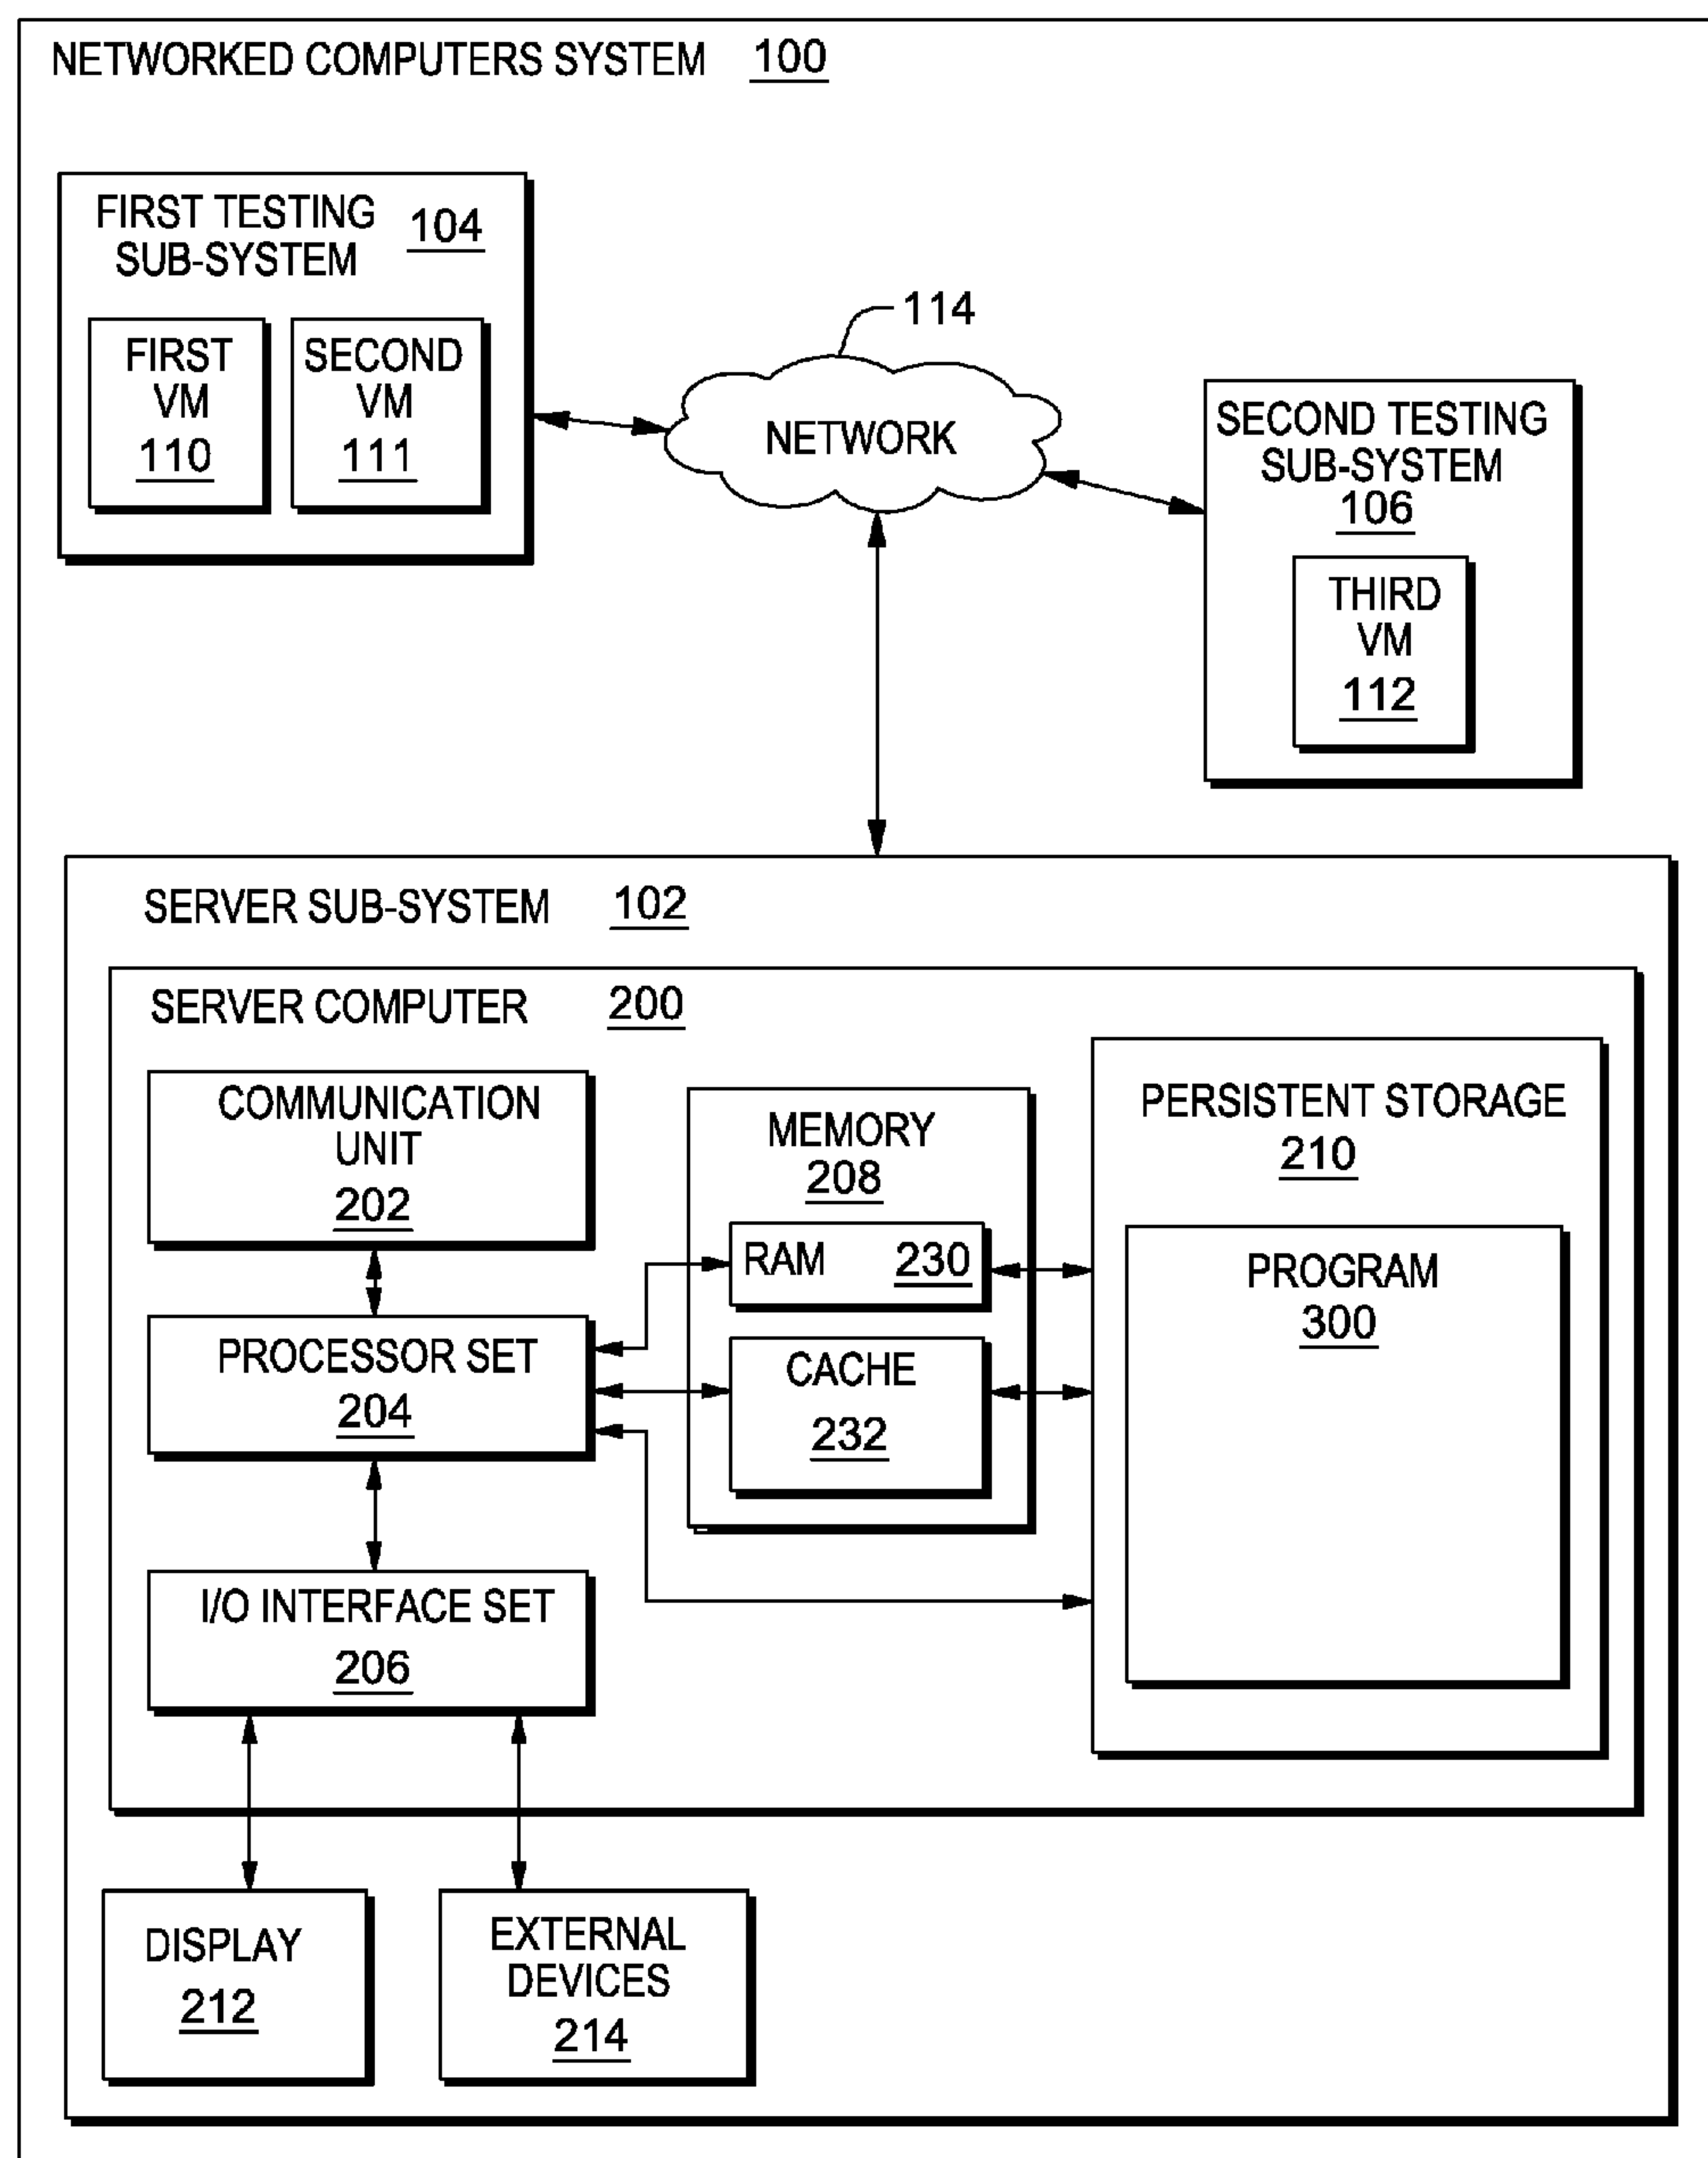 NETWORKED COMPUTERS SYSTEM 100
FIRST TESTING
SUB-SYSTEM
104
FIRST
VM
110
SECOND
VM
111
114
NETWORK
SECOND TESTING
SUB-SYSTEM
106
THIRD
VM
112
SERVER SUB-SYSTEM 102
SERVER COMPUTER 200
COMMUNICATION
UNIT
202
PROCESSOR SET
204
I/O INTERFACE SET
206
MEMORY
208
RAM 230
CACHE
232
PERSISTENT STORAGE
210
PROGRAM
300
DISPLAY
212
EXTERNAL
DEVICES
214